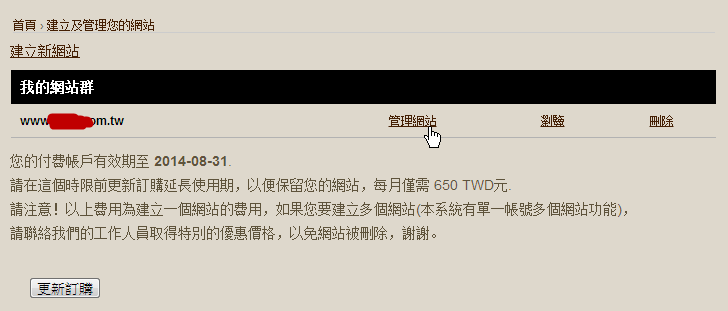 首頁 › 建立及管理您的網站
建立新網站
我的網站群
www. om.tw 管理網站 瀏覽 刪除
您的付費帳戶有效期至 2014-08-31.
請在這個時限前更新訂購延長使用期，以便保留您的網站，每月僅需 650 TWD元.
請注意！以上費用為建立一個網站的費用，如果您要建立多個網站(本系統有單一帳號多個網站功能)，
請聯絡我們的工作人員取得特別的優惠價格，以免網站被刪除，謝謝。
更新訂購